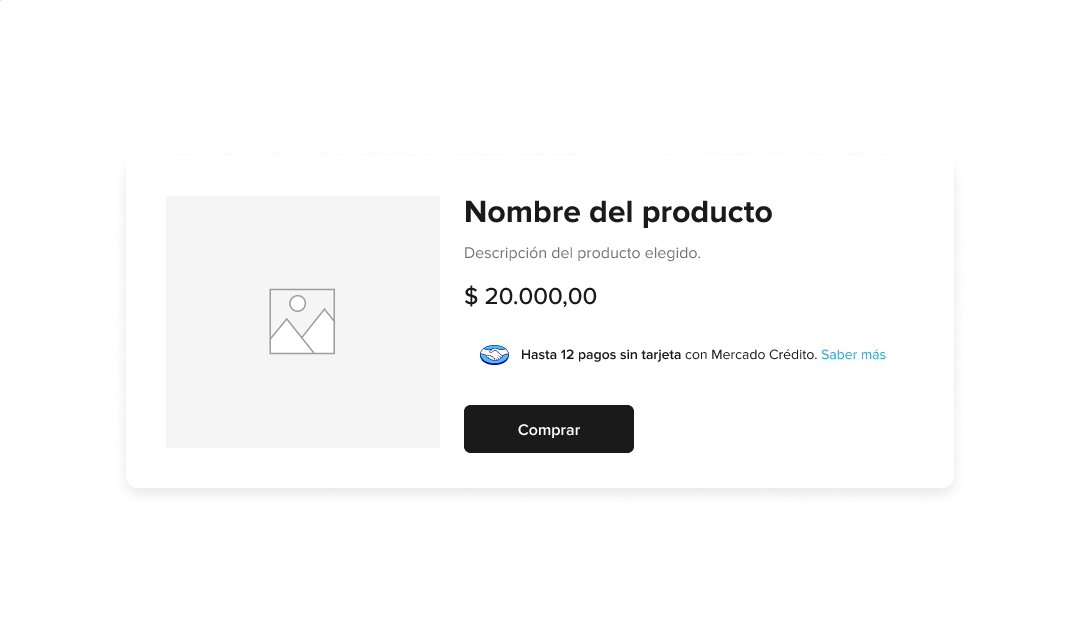 Nombre del producto
Descripción del producto elegido.
$ 20.000,00
Hasta 12 pagos sin tarjeta con Mercado Crédito. Saber más
Comprar